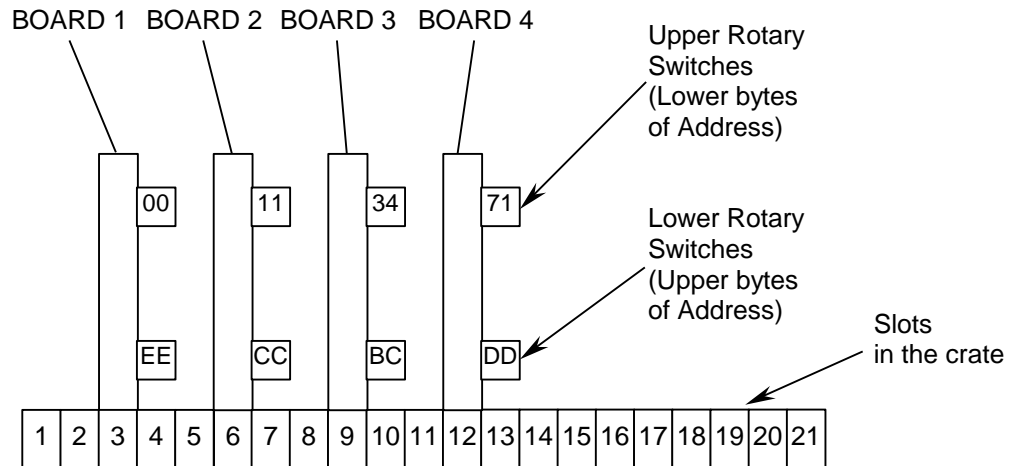 BOARD 1 BOARD 2 BOARD 3 BOARD 4
Upper Rotary
Switches
(Lower bytes
of Address)
00 11 34 71
Lower Rotary
Switches
(Upper bytes
of Address)
EE CC BC DD
Slots
in the crate
1 2 3 4 5 6 7 8 9 10 11 12 13 14 15 16 17 18 19 20 21